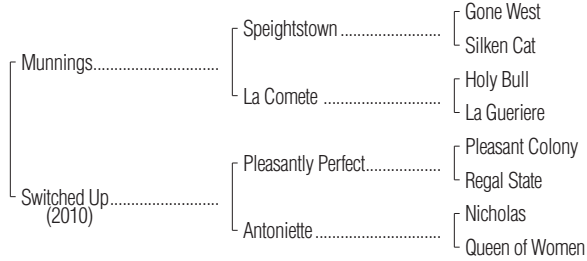 Gone West
Speightstown
Silken Cat
Munnings
Holy Bull
La Comete
La Gueriere
Pleasant Colony
Pleasantly Perfect
Regal State
Switched Up
(2010)
Nicholas
Antoniette
Queen of Women